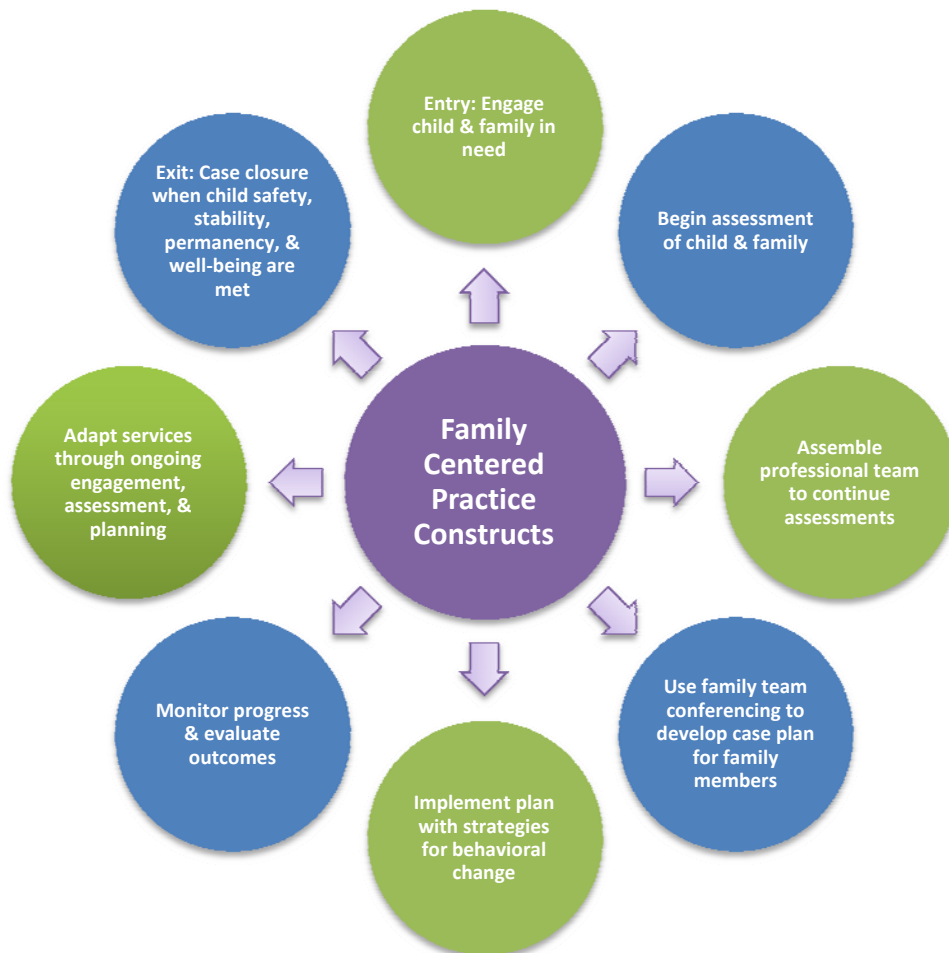 Entry: Engage
child & family in
need
Begin assessment
of child & family
Assemble
professional team
to continue
assessments
Use family team
conferencing to
develop case plan
for family
members
Implement plan
with strategies
for behavioral
change
Monitor progress
& evaluate
outcomes
Adapt services
through ongoing
engagement,
assessment, &
planning
Exit: Case closure
when child safety,
stability,
permanency, &
well-being are
met
Family
Centered
Practice
Constructs